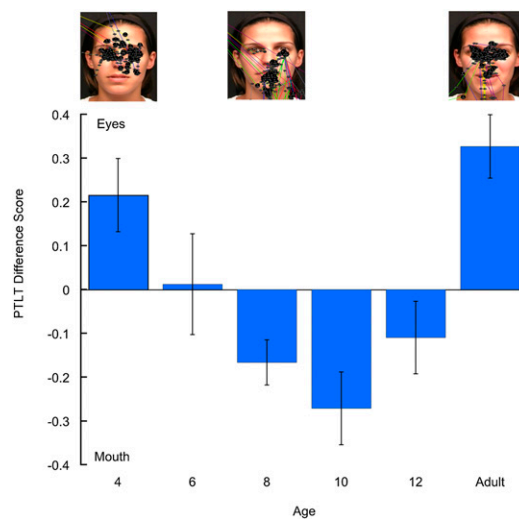 0.4
Eyes
0.3
0.2
0.1
0
-0.1
-0.2
-0.3
-0.4
Mouth
PTLT Difference Score
4 6 8 10 12 Adult
Age